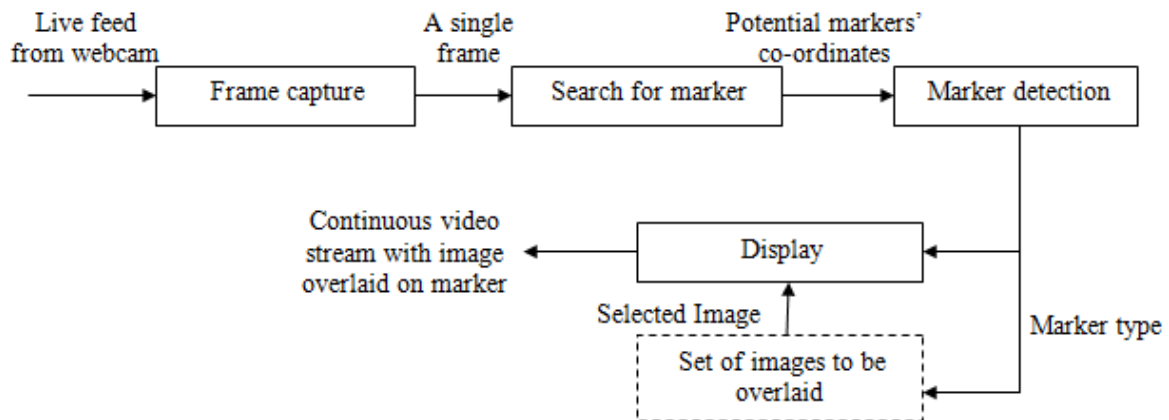 Live feed
from webcam
A single
frame
Potential markers’
co-ordinates
Frame capture
Search for marker
Marker detection
Continuous video
stream with image
overlaid on marker
Display
Selected Image
Marker type
Set of images to be
overlaid